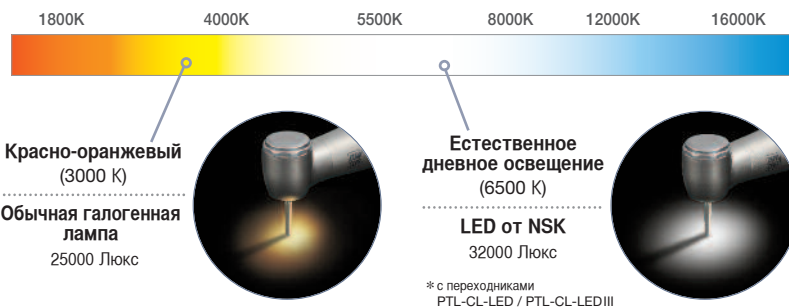 1800K 4000K 5500K 8000K 12000K 16000K
Красно-оранжевый
(3000 К)
Обычная галогенная
лампа
25000 Люкс
Естественное
дневное освещение
(6500 К)
LED от NSK
32000 Люкс
* с переходниками
PTL-CL-LED / PTL-CL-LEDIII